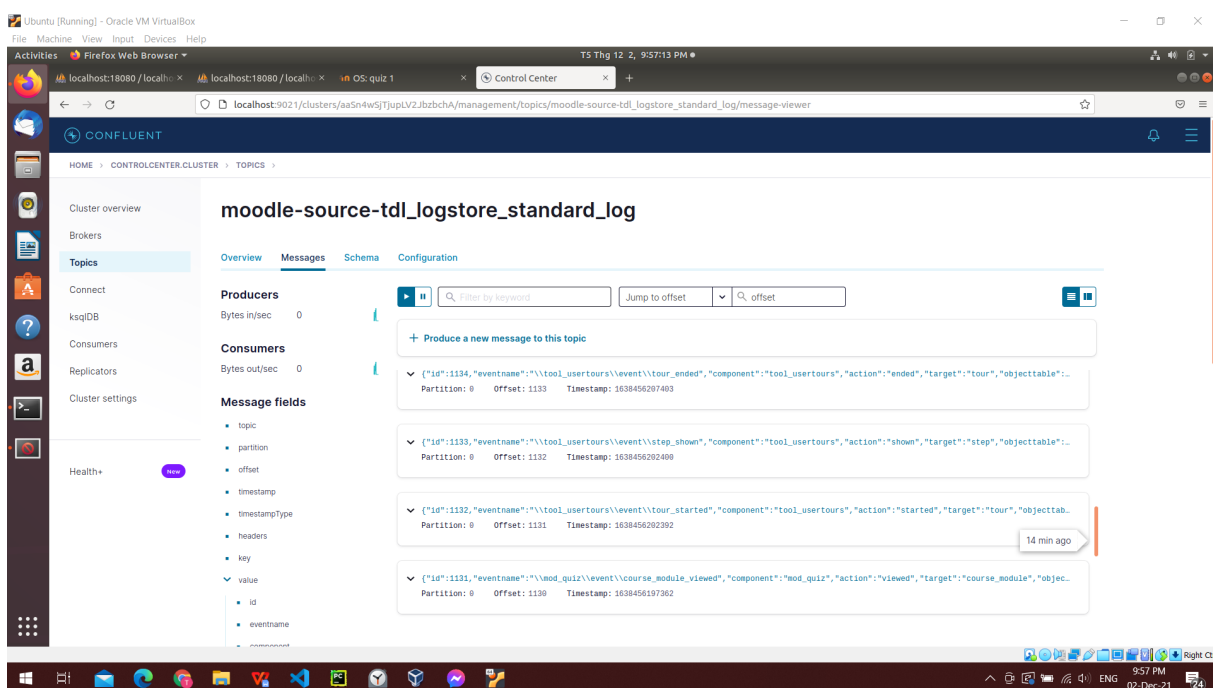 Ubuntu [Running] - Oracle VM VirtualBox
File Machine View Input Devices Help
Activities Firefox Web Browser T5 Thg 12 2, 9:57:13 PM
localhost:18080 / localho × localhost:18080 / localho × OS: quiz 1 × Control Center × +
localhost:9021/clusters/aaSn4wSjTjupLV2JbzbchA/management/topics/moodle-source-tdl_logstore_standard_log/message-viewer
CONFLUENT
HOME > CONTROLCENTER.CLUSTER > TOPICS >
Cluster overview
Brokers
Topics
Connect
ksqlDB
Consumers
Replicators
Cluster settings
Health+ New
moodle-source-tdl_logstore_standard_log
Overview Messages Schema Configuration
Producers
Bytes in/sec 0
Consumers
Bytes out/sec 0
Message fields
topic
partition
offset
timestamp
timestampType
headers
key
value
id
eventname
component
Filter by keyword Jump to offset offset
+ Produce a new message to this topic
{"id":1134,"eventname":"\\tool_usertours\\event\\tour_ended","component":"tool_usertours","action":"ended","target":"tour","objecttable":…
Partition: 0 Offset: 1133 Timestamp: 1638456207403
{"id":1133,"eventname":"\\tool_usertours\\event\\step_shown","component":"tool_usertours","action":"shown","target":"step","objecttable":…
Partition: 0 Offset: 1132 Timestamp: 1638456202400
{"id":1132,"eventname":"\\tool_usertours\\event\\tour_started","component":"tool_usertours","action":"started","target":"tour","objecttab…
Partition: 0 Offset: 1131 Timestamp: 1638456202392
14 min ago
{"id":1131,"eventname":"\\mod_quiz\\event\\course_module_viewed","component":"mod_quiz","action":"viewed","target":"course_module","objec…
Partition: 0 Offset: 1130 Timestamp: 1638456197362
Right Ct
ENG 9:57 PM
02-Dec-21 24